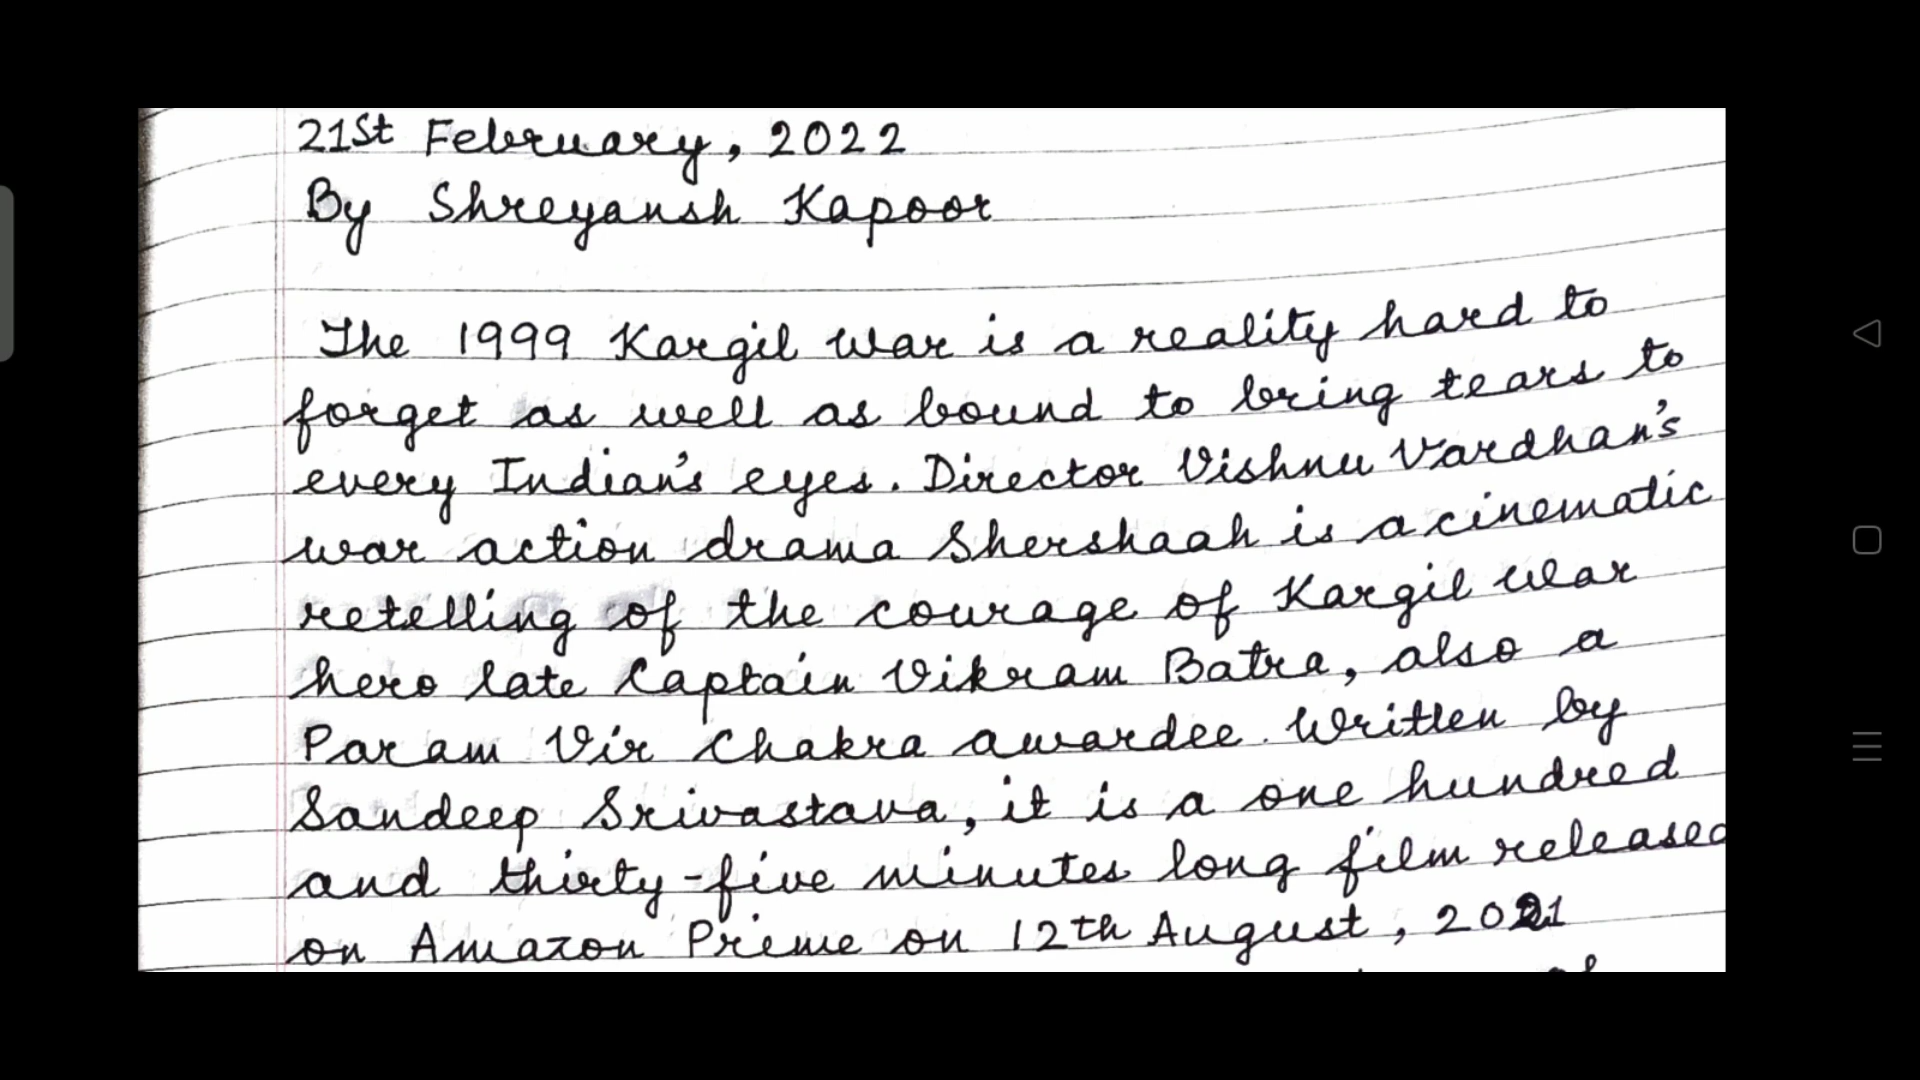 21st February, 2022
By Shreyansh Kapoor
The 1999 Kargil War is a reality hard to
forget as well as bound to bring tears to
every Indian's eyes. Director Vishnu Vardhan's
war action drama Shershaah is a cinematic
retelling of the courage of Kargil War
hero late Captain Vikram Batra, also a
Param Vir Chakra awardee. Written by
Sandeep Srivastava, it is a one hundred
and thirty-five minutes long film released
on Amazon Prime on 12th August, 2021